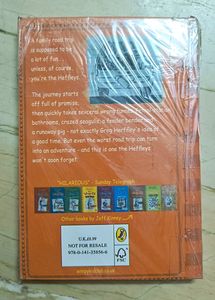 A family road trip
is supposed to be
a lot of fun...
unless, of course,
you're the Heffleys.
The journey starts
off full of promise,
then quickly takes several wrong turns.
bathrooms, crazed seagulls, a fender bender, and
a runaway pig - not exactly Greg Heffley's idea of
a good time. But even the worst road trip can turn
into an adventure - and this is one the Heffleys
won't soon forget.
"HILARIOUS" - Sunday Telegraph
Other books by Jeff Kinney
U.K.
NOT FOR RESALE
978-0-141-35856-6
FSC
wimpykidclub.co.uk